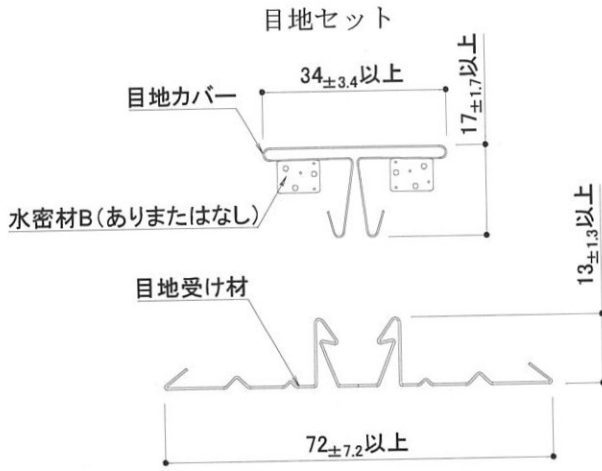 目地セット
34±3.4以上
17±1.7以上
目地カバー
水密材B(ありまたはなし)
13±1.3以上
目地受け材
72±7.2以上